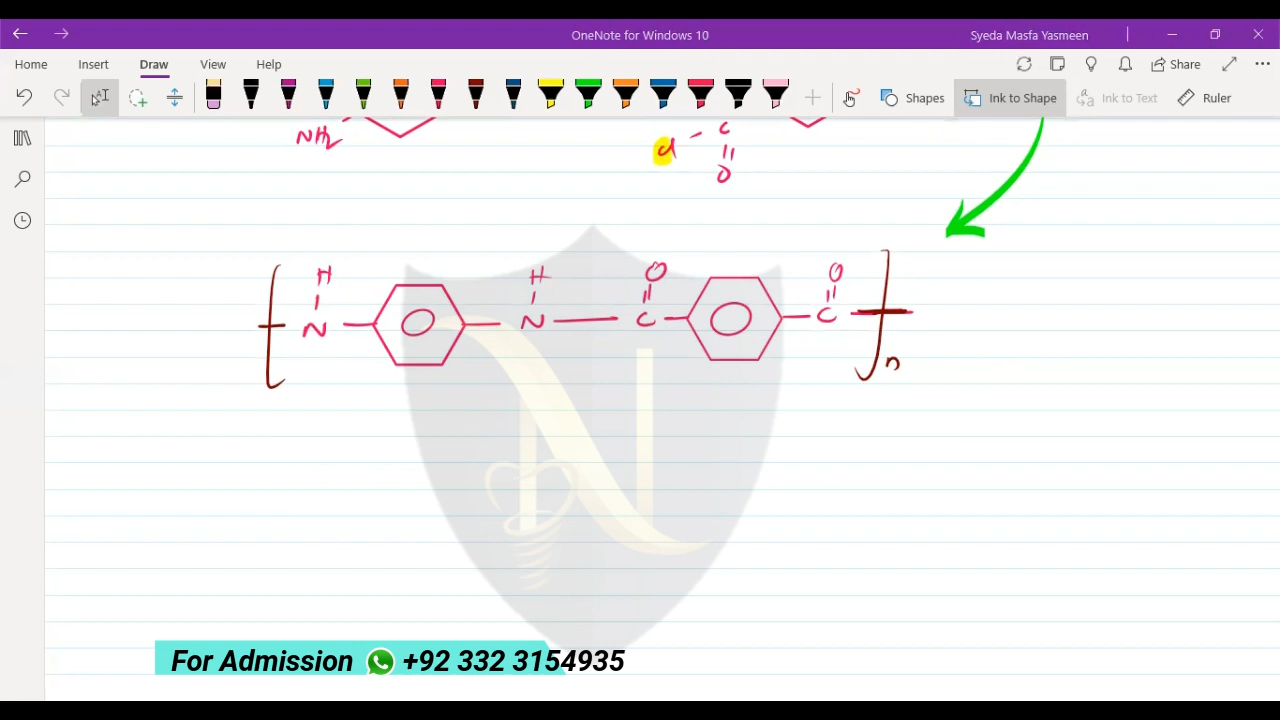 OneNote for Windows 10
Syeda Masfa Yasmeen
Home Insert Draw View Help
Share
Shapes Ink to Shape Ink to Text Ruler
NH2
Cl
C
O
H H O O
N N C C
n
For Admission +92 332 3154935